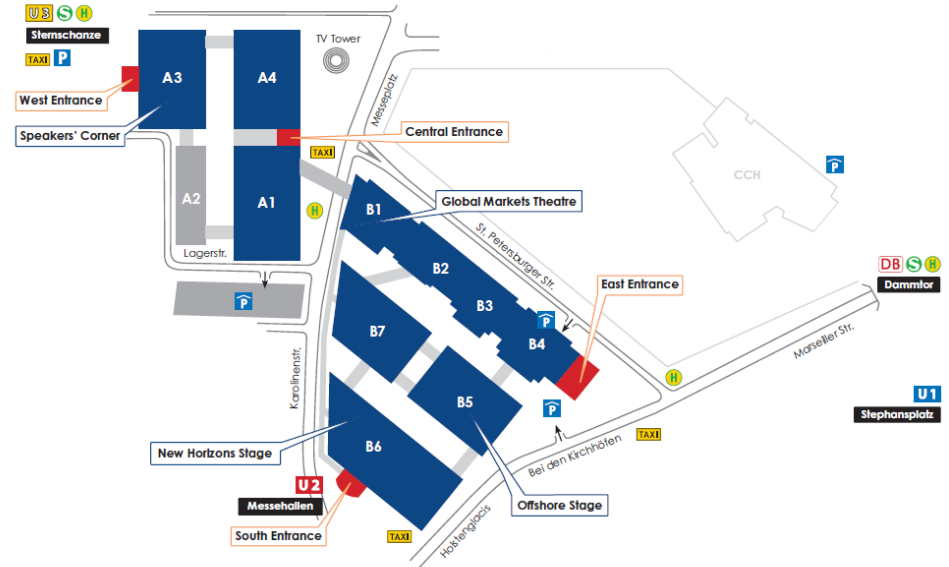 U3 S H
Sternschanze
TAXI P
TV Tower
A3
A4
West Entrance
Speakers' Corner
Messeplatz
Central Entrance
TAXI
P
CCH
A2
A1
H
B1
Global Markets Theatre
Lagerstr.
St. Petersburger Str.
B2
DB S H
Dammtor
East Entrance
P
B3
P
B7
B4
Marseiller Str.
Karolinenstr.
H
U1
Stephansplatz
B5
P
TAXI
New Horizons Stage
B6
Bei den Kirchhöfen
U2
Messehallen
Offshore Stage
South Entrance
TAXI
Holstenglacis